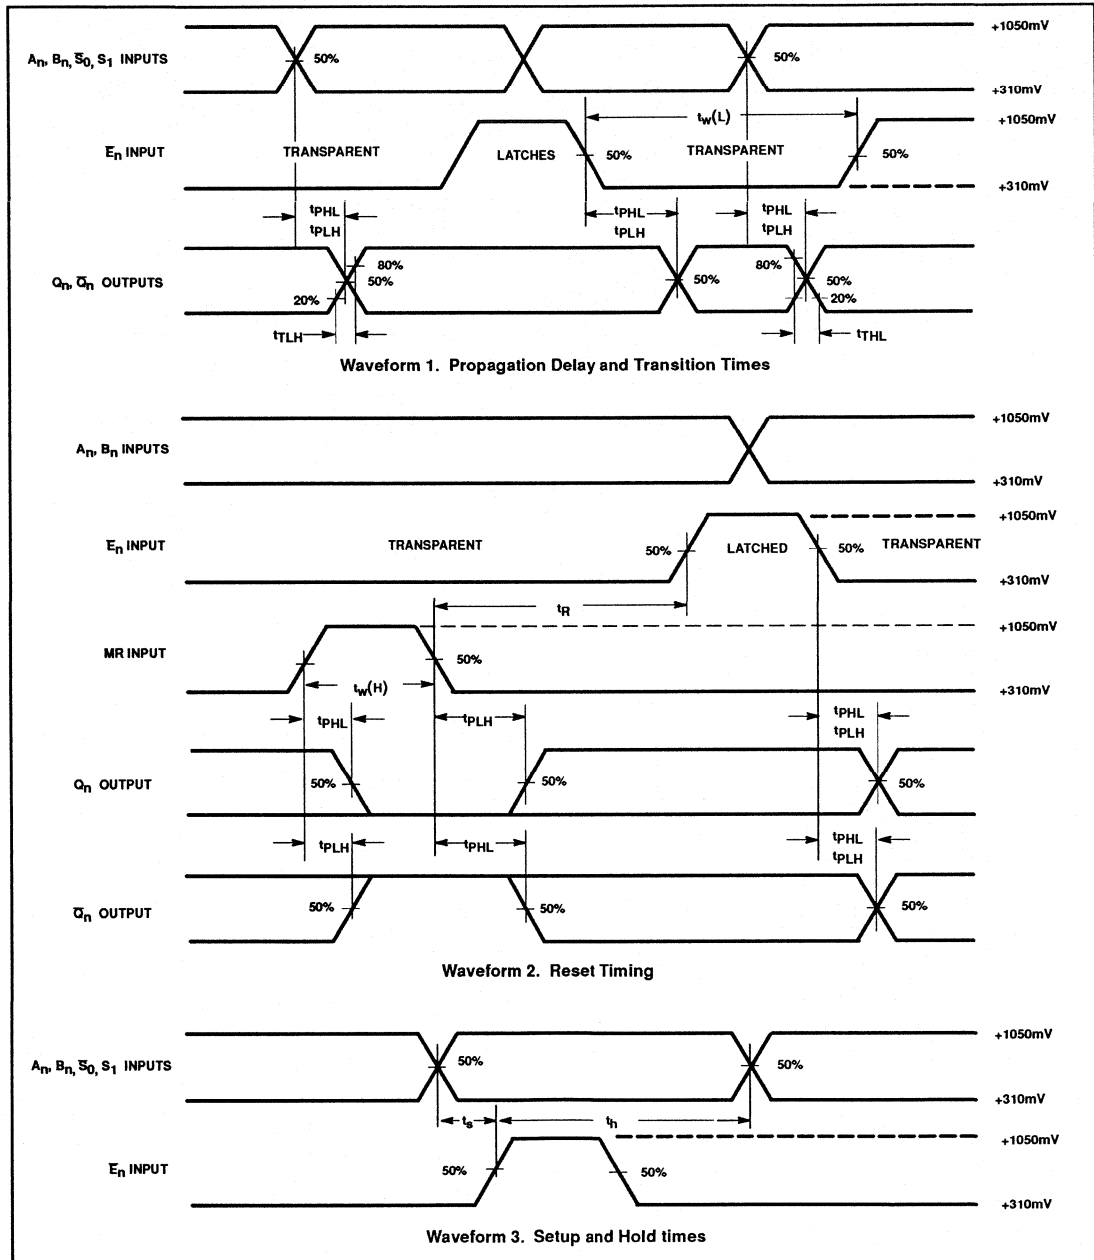 +1050mV
An, Bn, S̅0, S1 INPUTS
50%
50%
+310mV
tw(L)
+1050mV
E̅n INPUT
TRANSPARENT
LATCHES
50%
TRANSPARENT
50%
+310mV
tPHL
tPLH
tPHL
tPLH
tPHL
tPLH
Qn, Q̅n OUTPUTS
80%
50%
20%
50%
80%
50%
20%
tTLH
tTHL
Waveform 1. Propagation Delay and Transition Times
+1050mV
An, Bn INPUTS
+310mV
+1050mV
E̅n INPUT
TRANSPARENT
50%
LATCHED
50%
TRANSPARENT
+310mV
tR
+1050mV
MR INPUT
50%
tw(H)
+310mV
tPHL
tPLH
tPHL
tPLH
Qn OUTPUT
50%
50%
50%
tPLH
tPHL
tPHL
tPLH
Q̅n OUTPUT
50%
50%
50%
Waveform 2. Reset Timing
+1050mV
An, Bn, S̅0, S1 INPUTS
50%
50%
+310mV
ts
th
+1050mV
E̅n INPUT
50%
50%
+310mV
Waveform 3. Setup and Hold times